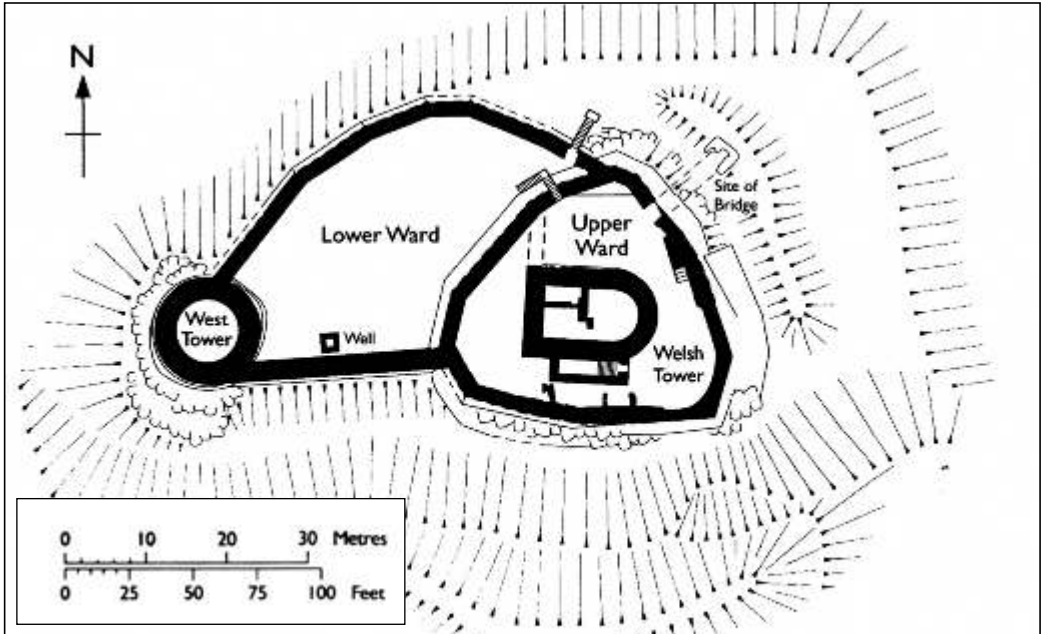 N
Site of
Bridge
Lower Ward
Upper
Ward
West
Tower
Well
Welsh
Tower
0 10 20 30 Metres
0 25 50 75 100 Feet